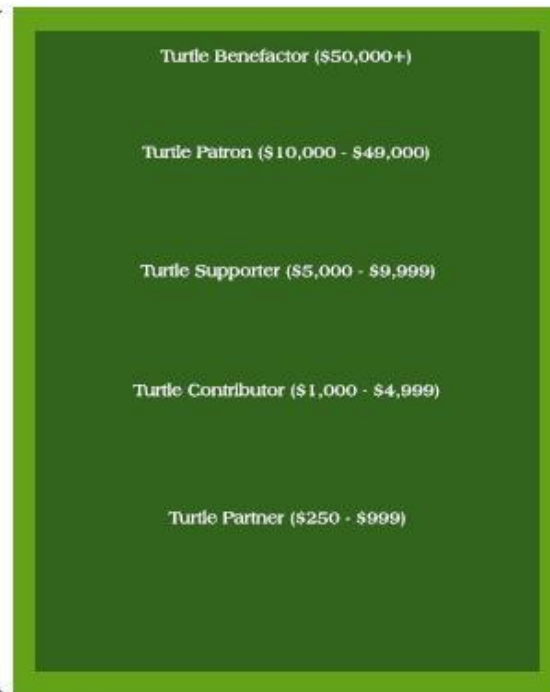 Turtle Benefactor ($50,000+)
Turtle Patron ($10,000 - $49,000)
Turtle Supporter ($5,000 - $9,999)
Turtle Contributor ($1,000 - $4,999)
Turtle Partner ($250 - $999)